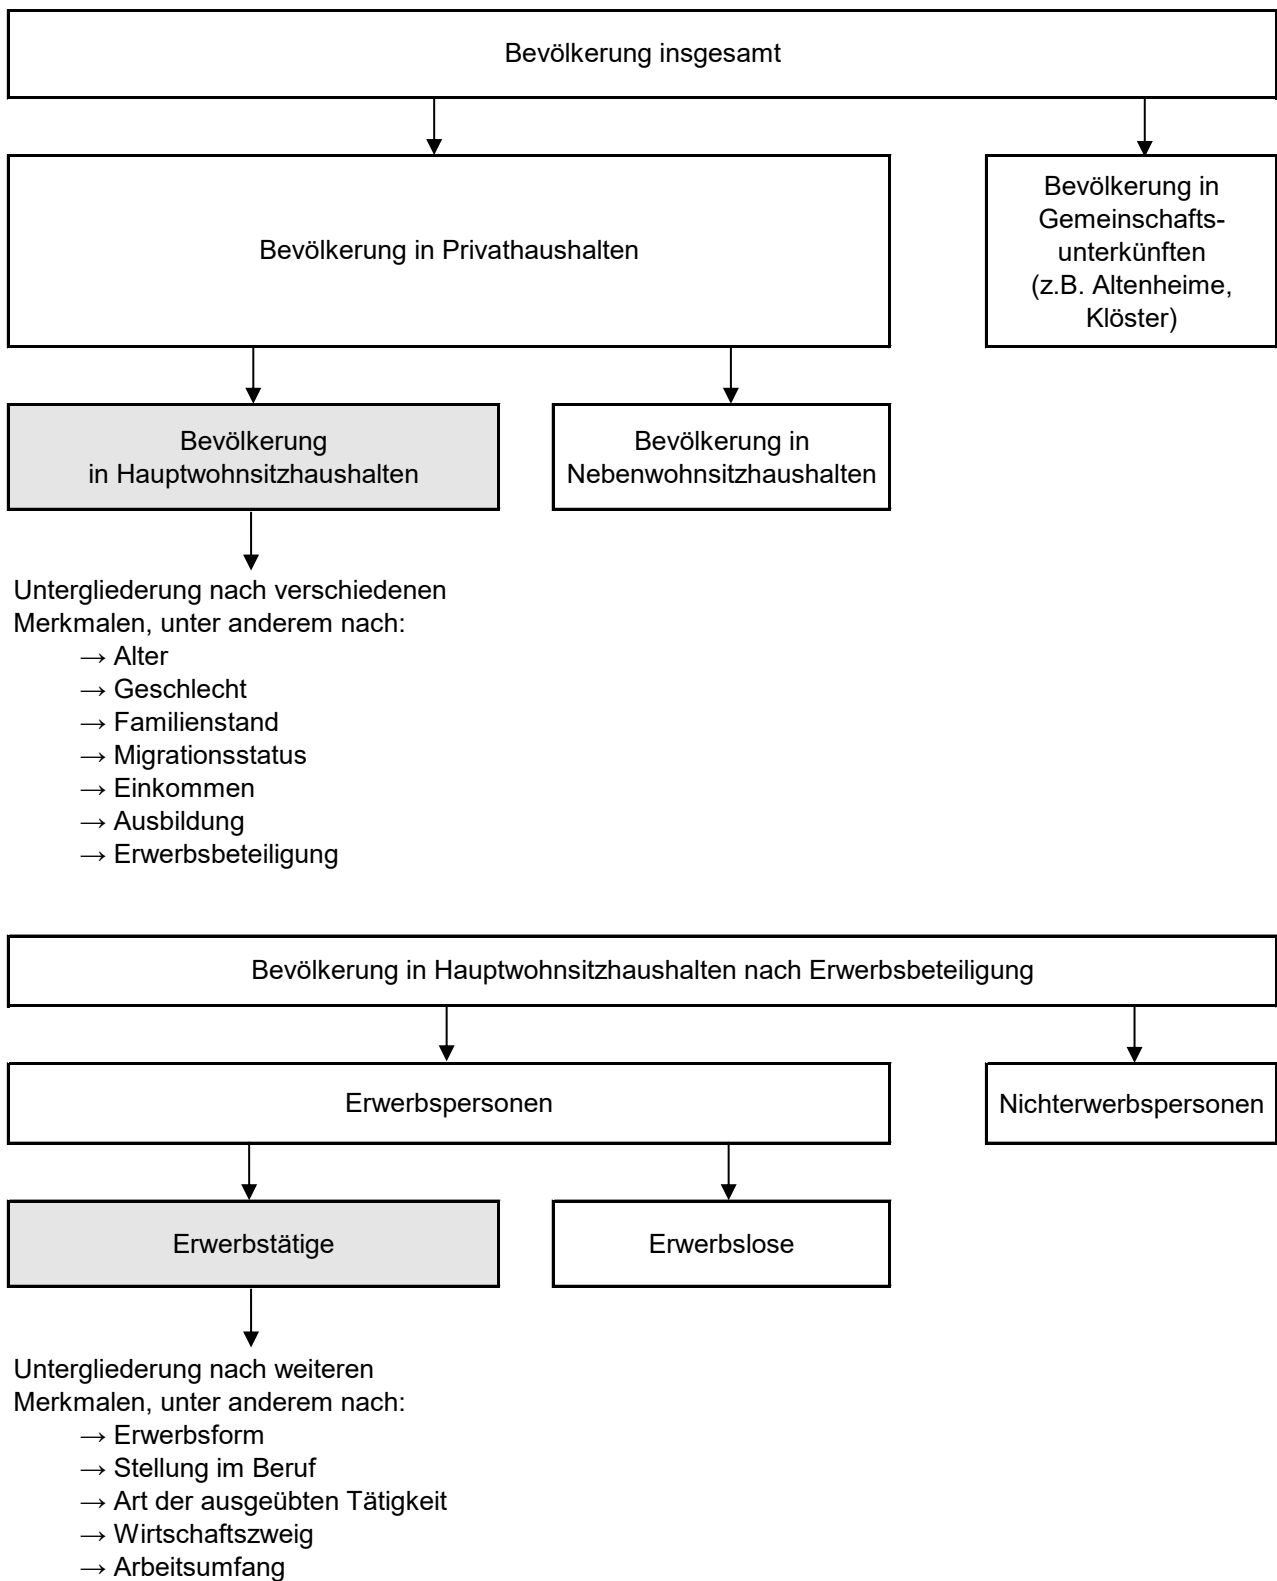 Bevölkerung insgesamt
Bevölkerung in Privathaushalten
Bevölkerung in
Gemeinschafts-
unterkünften
(z.B. Altenheime,
Klöster)
Bevölkerung
in Hauptwohnsitzhaushalten
Bevölkerung in
Nebenwohnsitzhaushalten
Untergliederung nach verschiedenen
Merkmalen, unter anderem nach:
→ Alter
→ Geschlecht
→ Familienstand
→ Migrationsstatus
→ Einkommen
→ Ausbildung
→ Erwerbsbeteiligung
Bevölkerung in Hauptwohnsitzhaushalten nach Erwerbsbeteiligung
Erwerbspersonen
Nichterwerbspersonen
Erwerbstätige
Erwerbslose
Untergliederung nach weiteren
Merkmalen, unter anderem nach:
→ Erwerbsform
→ Stellung im Beruf
→ Art der ausgeübten Tätigkeit
→ Wirtschaftszweig
→ Arbeitsumfang